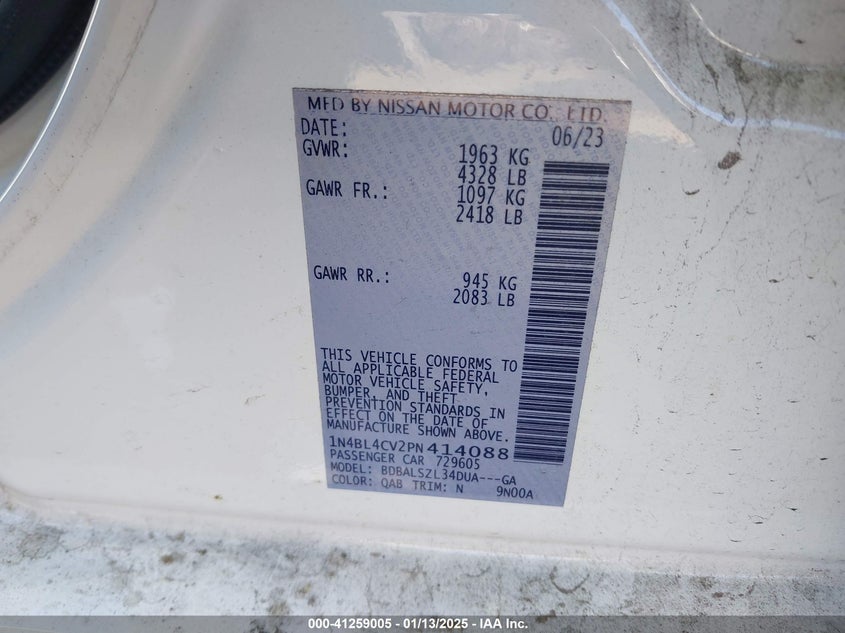 MFD BY NISSAN MOTOR CO., LTD.
DATE: 06/23
GVWR: 1963 KG
4328 LB
GAWR FR.: 1097 KG
2418 LB
GAWR RR.: 945 KG
2083 LB
THIS VEHICLE CONFORMS TO
ALL APPLICABLE FEDERAL
MOTOR VEHICLE SAFETY,
BUMPER, AND THEFT
PREVENTION STANDARDS IN
EFFECT ON THE DATE OF
MANUFACTURE SHOWN ABOVE.
1N4BL4CV2PN414088
PASSENGER CAR 729605
MODEL: BDBALSZL34DUA---GA
COLOR: QAB TRIM: N 9N00A
000-41259005 - 01/13/2025 - IAA Inc.